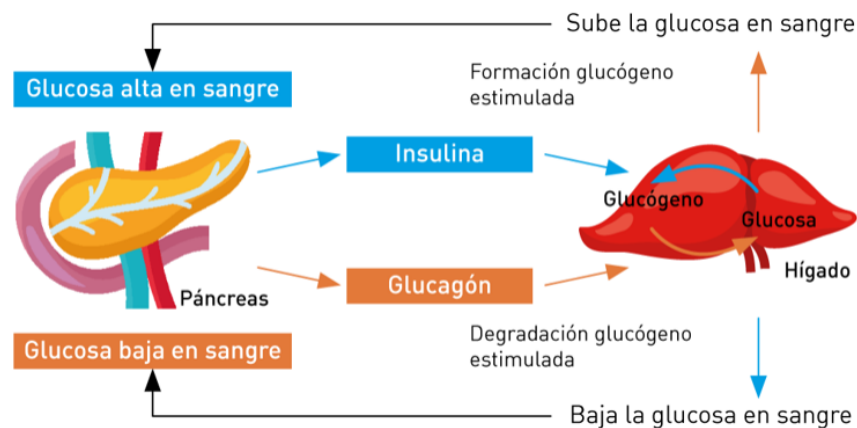 Sube la glucosa en sangre
Glucosa alta en sangre
Formación glucógeno
estimulada
Insulina
Glucógeno
Glucosa
Hígado
Glucagón
Páncreas
Glucosa baja en sangre
Degradación glucógeno
estimulada
Baja la glucosa en sangre